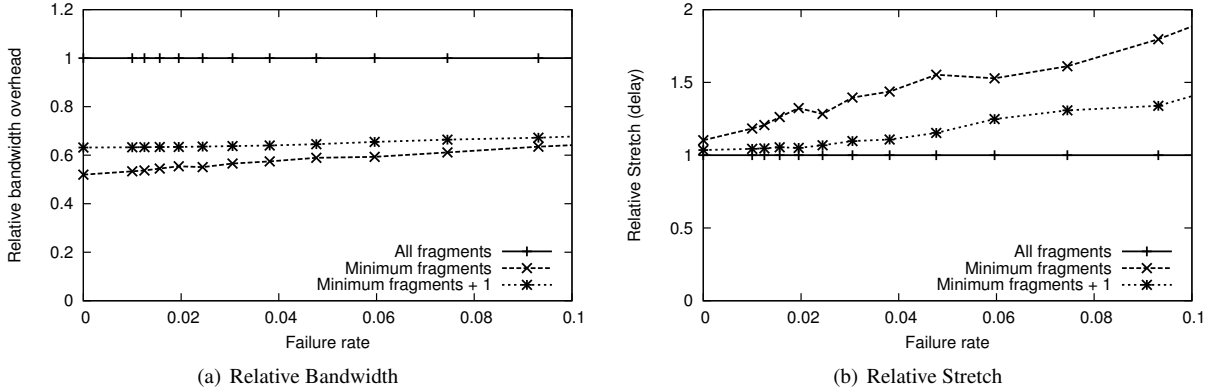 1.2
1
0.8
0.6
0.4
0.2
0
Relative bandwidth overhead
All fragments
Minimum fragments
Minimum fragments + 1
0 0.02 0.04 0.06 0.08 0.1
Failure rate
(a) Relative Bandwidth
2
1.5
1
0.5
0
Relative Stretch (delay)
All fragments
Minimum fragments
Minimum fragments + 1
0 0.02 0.04 0.06 0.08 0.1
Failure rate
(b) Relative Stretch